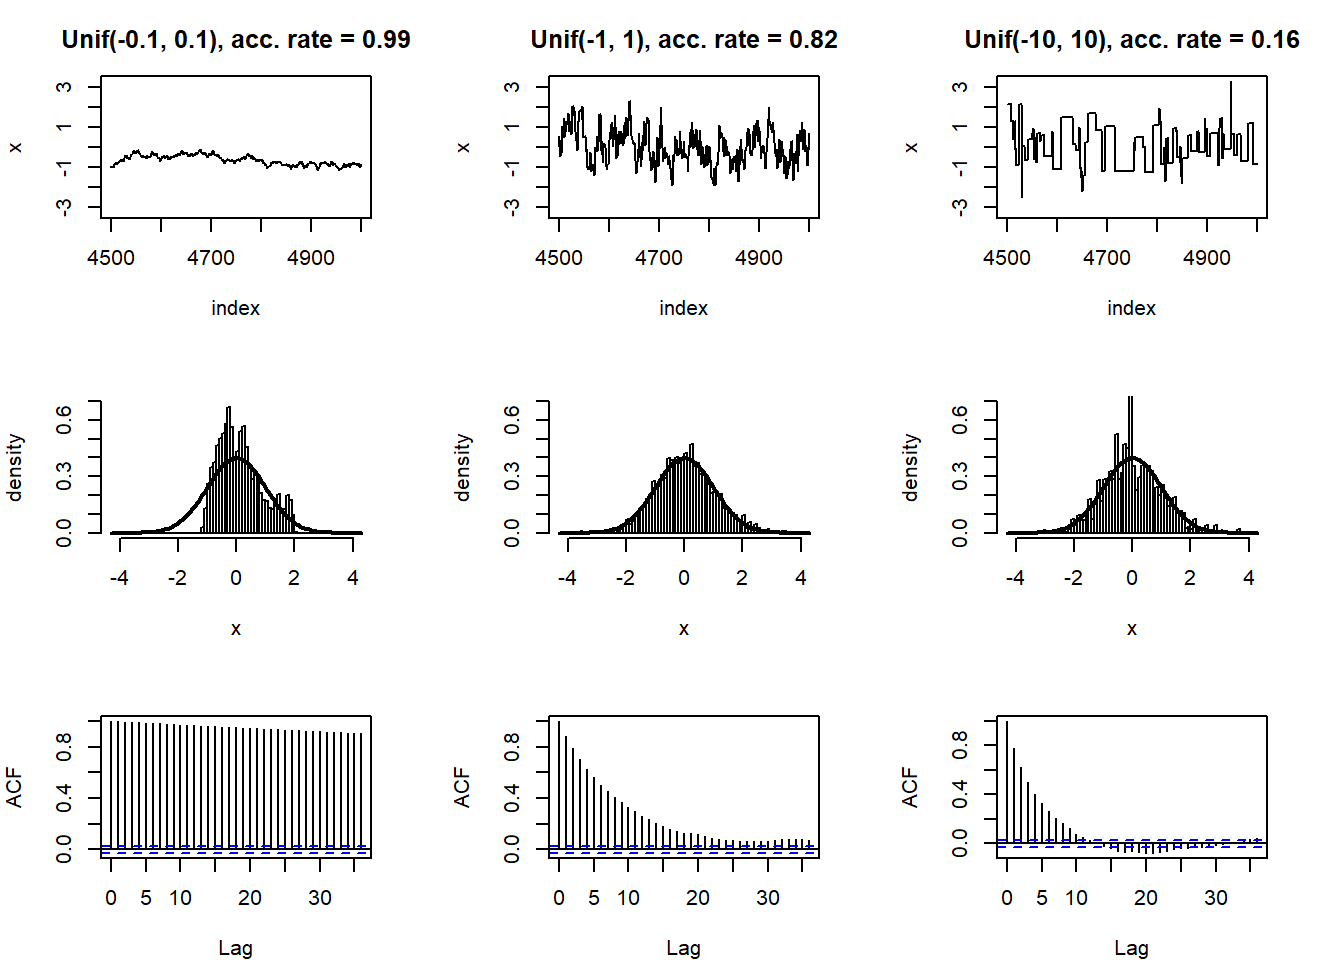 Unif(-0.1, 0.1), acc. rate = 0.99
Unif(-1, 1), acc. rate = 0.82
Unif(-10, 10), acc. rate = 0.16
x
3
1
-1
-3
4500 4700 4900
index
x
3
1
-1
-3
4500 4700 4900
index
x
3
1
-1
-3
4500 4700 4900
index
density
0.6
0.3
0.0
-4 -2 0 2 4
x
density
0.6
0.3
0.0
-4 -2 0 2 4
x
density
0.6
0.3
0.0
-4 -2 0 2 4
x
ACF
0.8
0.4
0.0
0 5 10 20 30
Lag
ACF
0.8
0.4
0.0
0 5 10 20 30
Lag
ACF
0.8
0.4
0.0
0 5 10 20 30
Lag